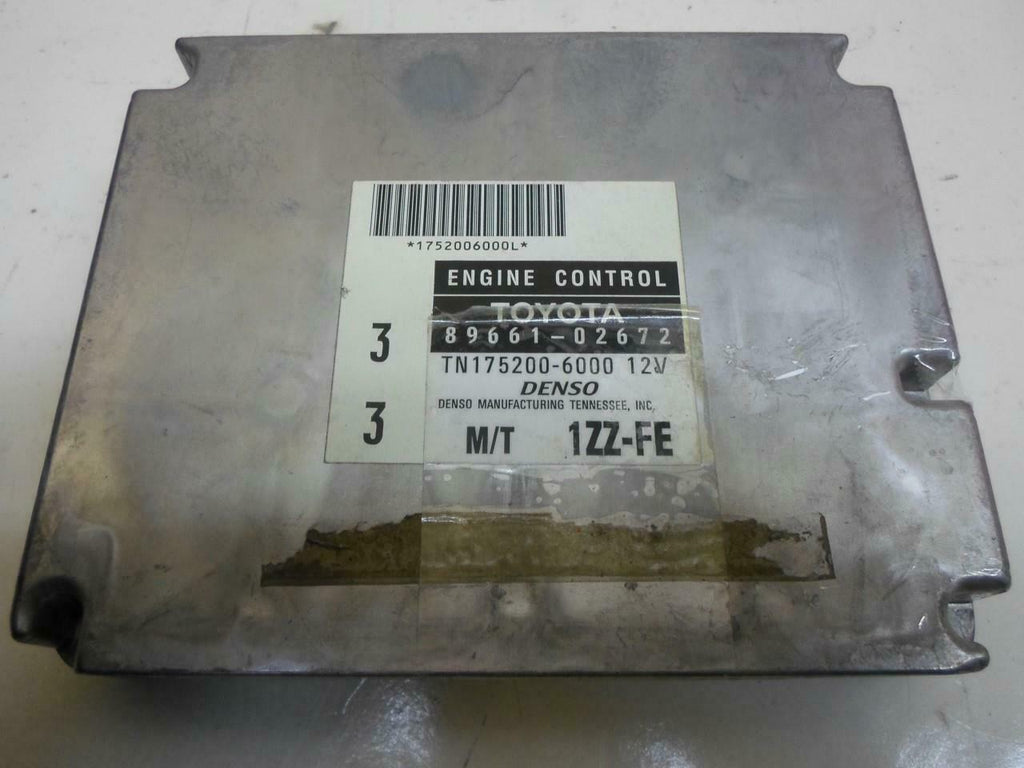 *1752006000L*
ENGINE CONTROL
TOYOTA
89661-02672
3
TN175200-6000 12V
DENSO
DENSO MANUFACTURING TENNESSEE, INC.
3
M/T 1ZZ-FE